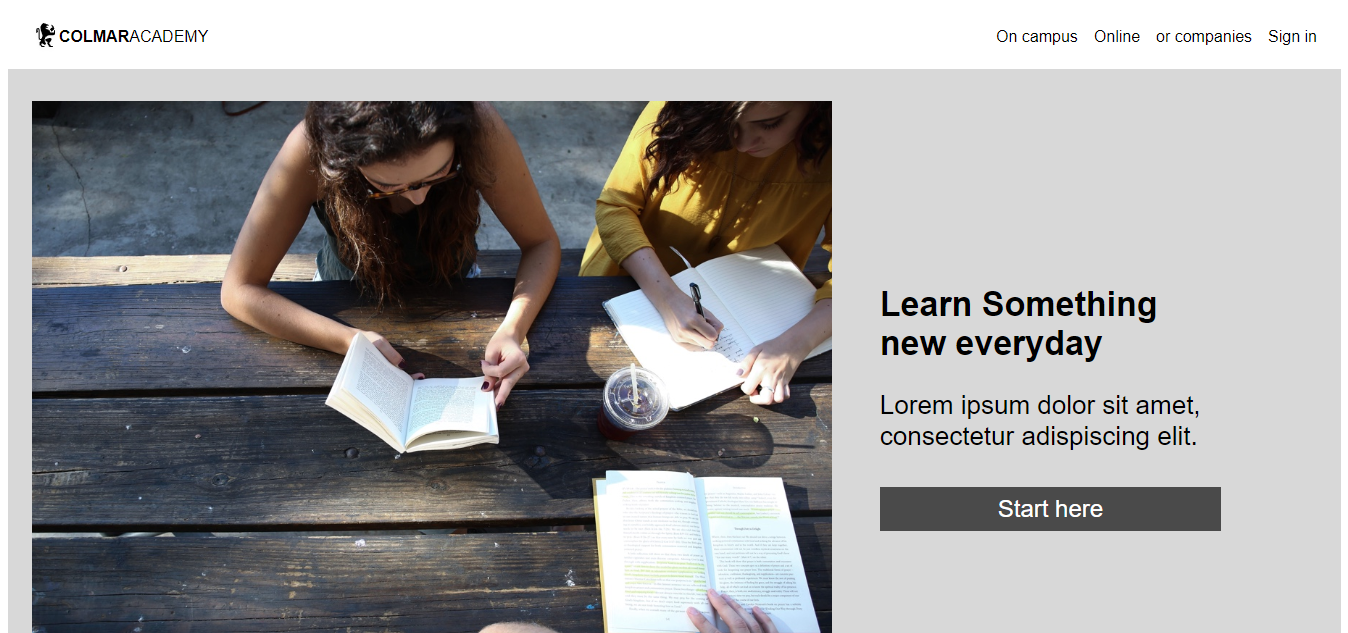 COLMARACADEMY
On campus Online or companies Sign in
Learn Something
new everyday
Lorem ipsum dolor sit amet,
consectetur adispiscing elit.
Start here